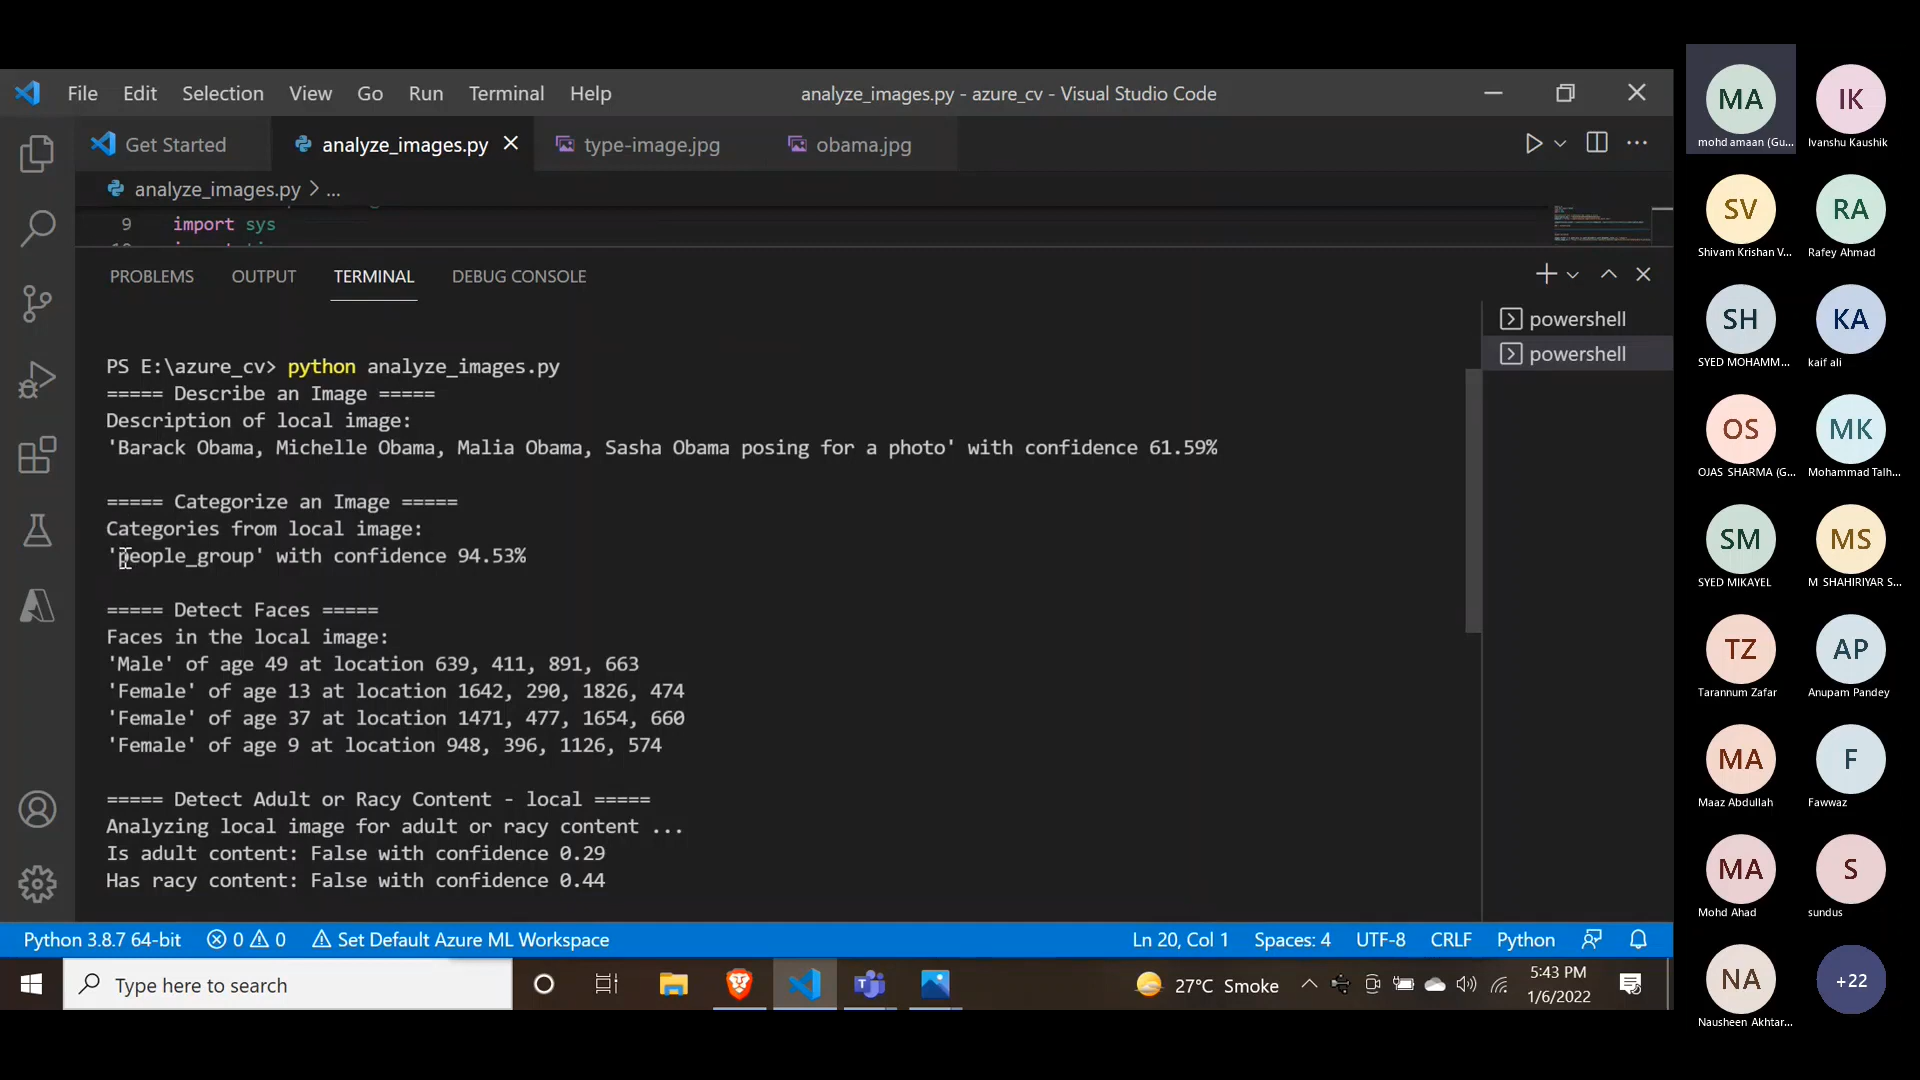 File Edit Selection View Go Run Terminal Help
analyze_images.py - azure_cv - Visual Studio Code
Get Started
analyze_images.py
type-image.jpg
obama.jpg
analyze_images.py > ...
9 import sys
PROBLEMS OUTPUT TERMINAL DEBUG CONSOLE
powershell
powershell
PS E:\azure_cv> python analyze_images.py
===== Describe an Image =====
Description of local image:
'Barack Obama, Michelle Obama, Malia Obama, Sasha Obama posing for a photo' with confidence 61.59%
===== Categorize an Image =====
Categories from local image:
'people_group' with confidence 94.53%
===== Detect Faces =====
Faces in the local image:
'Male' of age 49 at location 639, 411, 891, 663
'Female' of age 13 at location 1642, 290, 1826, 474
'Female' of age 37 at location 1471, 477, 1654, 660
'Female' of age 9 at location 948, 396, 1126, 574
===== Detect Adult or Racy Content - local =====
Analyzing local image for adult or racy content ...
Is adult content: False with confidence 0.29
Has racy content: False with confidence 0.44
Python 3.8.7 64-bit 0 0 Set Default Azure ML Workspace
Ln 20, Col 1 Spaces: 4 UTF-8 CRLF Python
Type here to search
27°C Smoke
5:43 PM
1/6/2022
MA IK
mohd amaan (Gu... Ivanshu Kaushik
SV RA
Shivam Krishan V... Rafey Ahmad
SH KA
SYED MOHAMM... kaif ali
OS MK
OJAS SHARMA (G... Mohammad Talh...
SM MS
SYED MIKAYEL M SHAHIRIYAR S...
TZ AP
Tarannum Zafar Anupam Pandey
MA F
Maaz Abdullah Fawwaz
MA S
Mohd Ahad sundus
NA +22
Nausheen Akhtar...